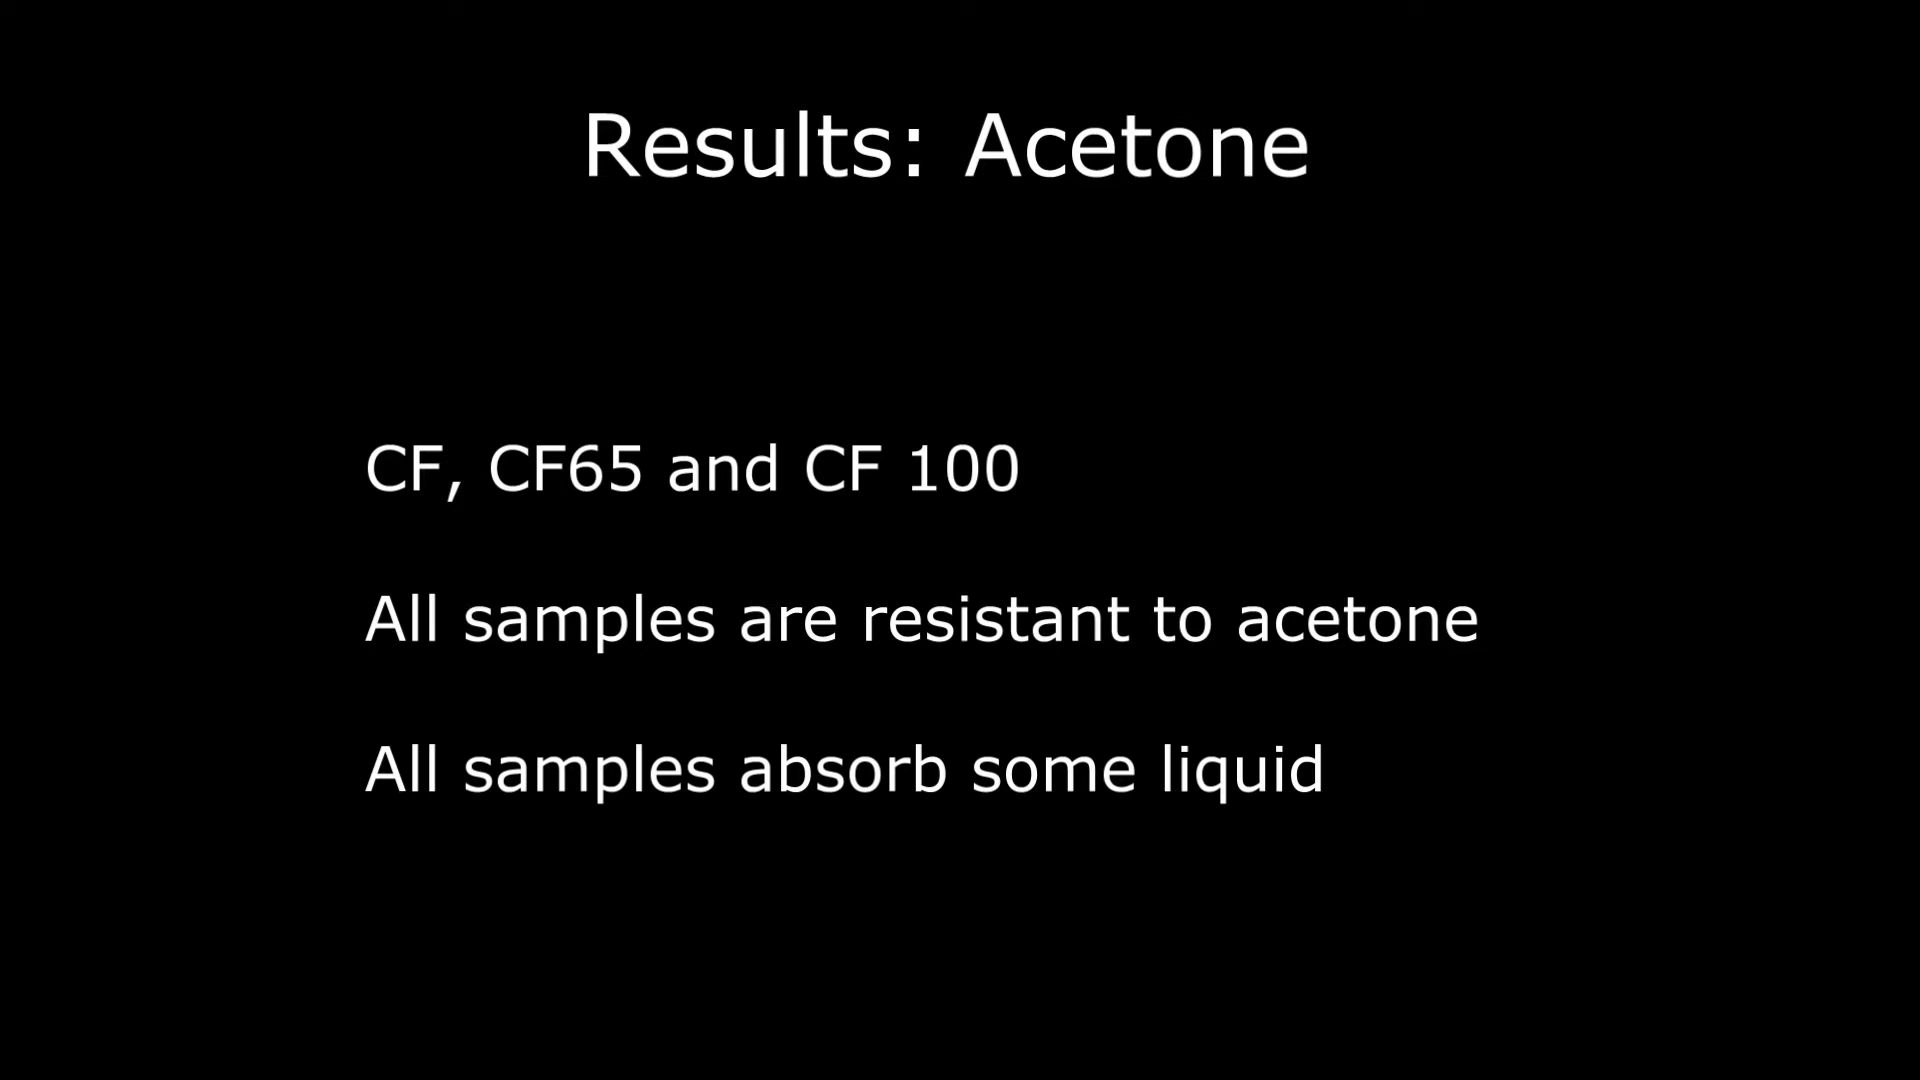 Results: Acetone
CF, CF65 and CF 100
All samples are resistant to acetone
All samples absorb some liquid